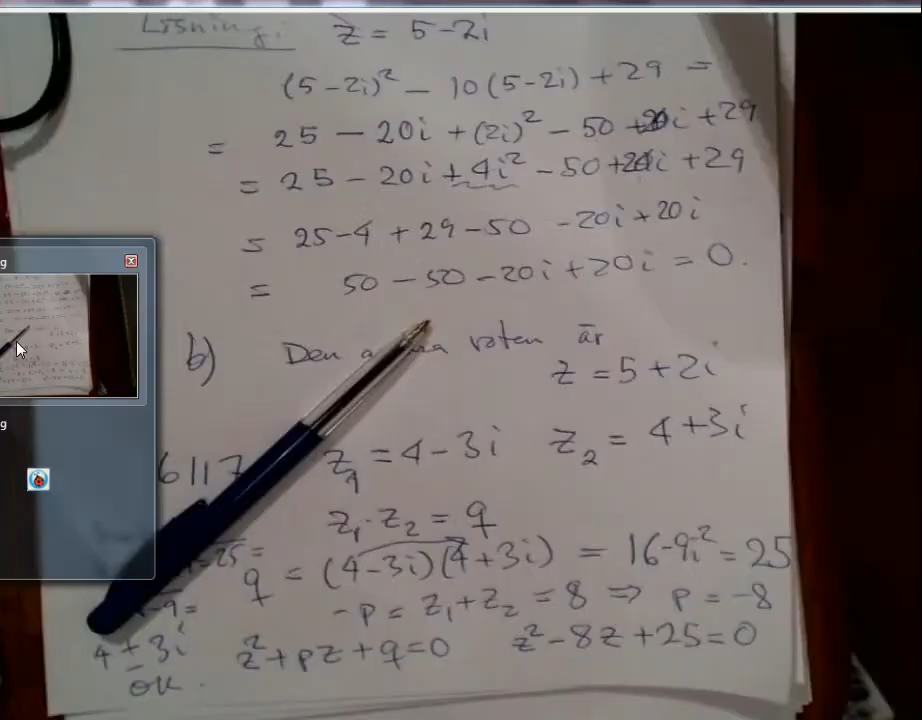 Lösning: z = 5-2i
(5-2i)² - 10(5-2i) + 29 =
= 25 - 20i + (2i)² - 50 +20i + 29
= 25 - 20i + 4i² - 50 + 20i + 29
= 25-4 + 29-50 -20i + 20i
= 50 - 50 - 20i + 20i = 0.
b) Den roten är
z = 5 + 2i
6117 z₁ = 4-3i z₂ = 4+3i
z₁·z₂ = q
q = (4-3i)(4+3i) = 16-9i² = 25
-p = z₁+z₂ = 8 ⇒ p = -8
4 ± 3i z²+pz+q=0 z²-8z+25=0
OK.